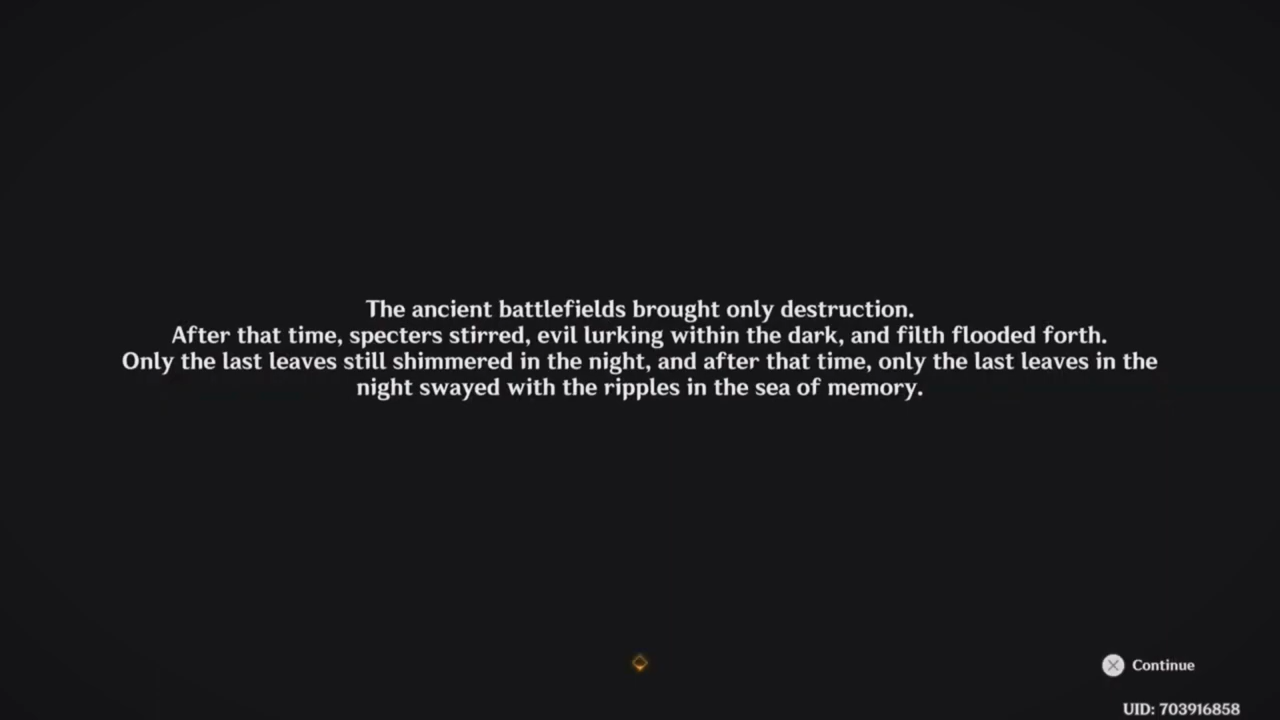 The ancient battlefields brought only destruction.
After that time, specters stirred, evil lurking within the dark, and filth flooded forth.
Only the last leaves still shimmered in the night, and after that time, only the last leaves in the
night swayed with the ripples in the sea of memory.
Continue
UID: 703916858